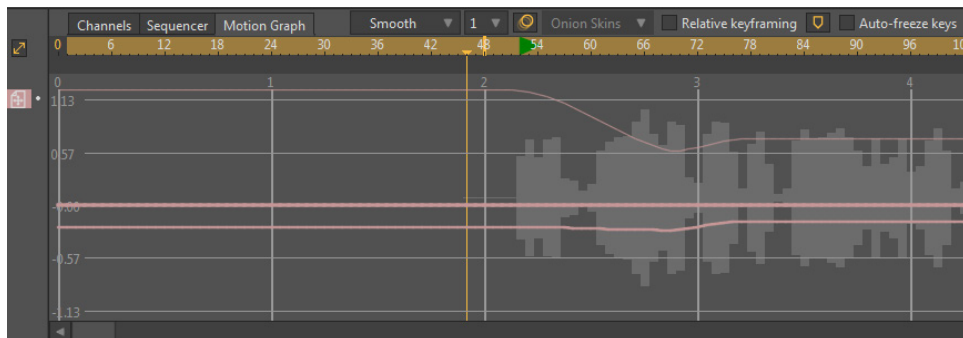 Channels Sequencer Motion Graph Smooth 1 Onion Skins Relative keyframing Auto-freeze keys
0 6 12 18 24 30 36 42 48 54 60 66 72 78 84 90 96 10
0 1 2 3 4
1.13
0.57
-0.00
-0.57
-1.13